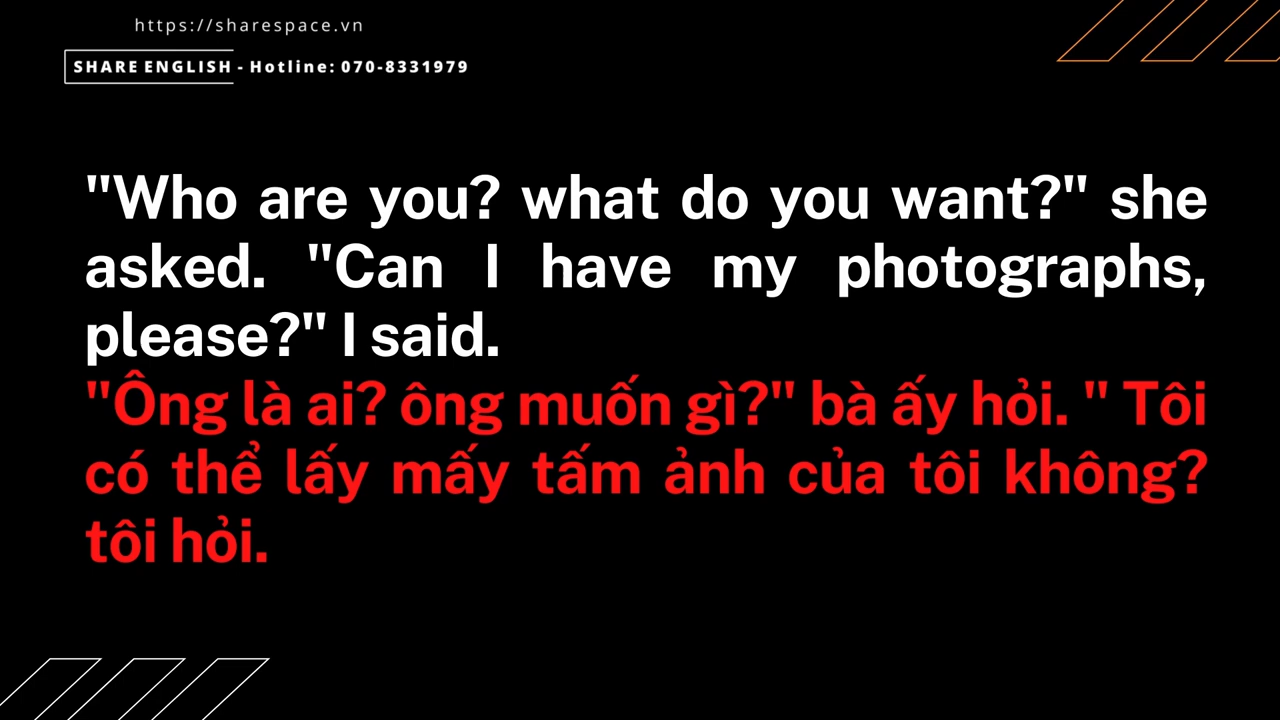 https://sharespace.vn
SHARE ENGLISH - Hotline: 070-8331979
"Who are you? what do you want?" she
asked. "Can I have my photographs,
please?" I said.
"Ông là ai? ông muốn gì?" bà ấy hỏi. " Tôi
có thể lấy mấy tấm ảnh của tôi không?
tôi hỏi.